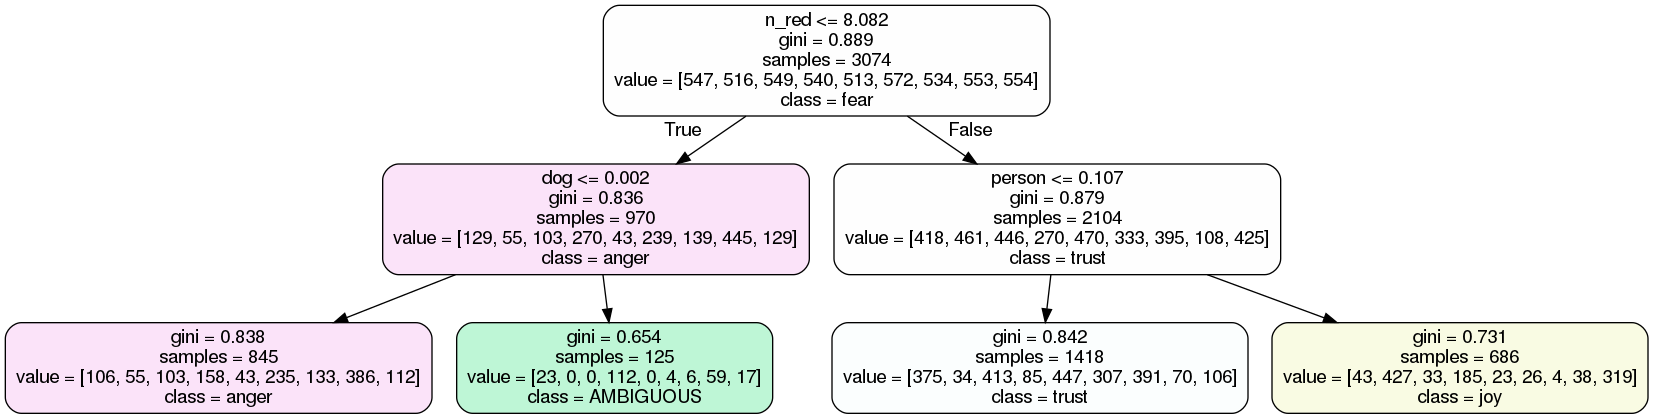 n_red <= 8.082
gini = 0.889
samples = 3074
value = [547, 516, 549, 540, 513, 572, 534, 553, 554]
class = fear
True
False
dog <= 0.002
gini = 0.836
samples = 970
value = [129, 55, 103, 270, 43, 239, 139, 445, 129]
class = anger
person <= 0.107
gini = 0.879
samples = 2104
value = [418, 461, 446, 270, 470, 333, 395, 108, 425]
class = trust
gini = 0.838
samples = 845
value = [106, 55, 103, 158, 43, 235, 133, 386, 112]
class = anger
gini = 0.654
samples = 125
value = [23, 0, 0, 112, 0, 4, 6, 59, 17]
class = AMBIGUOUS
gini = 0.842
samples = 1418
value = [375, 34, 413, 85, 447, 307, 391, 70, 106]
class = trust
gini = 0.731
samples = 686
value = [43, 427, 33, 185, 23, 26, 4, 38, 319]
class = joy